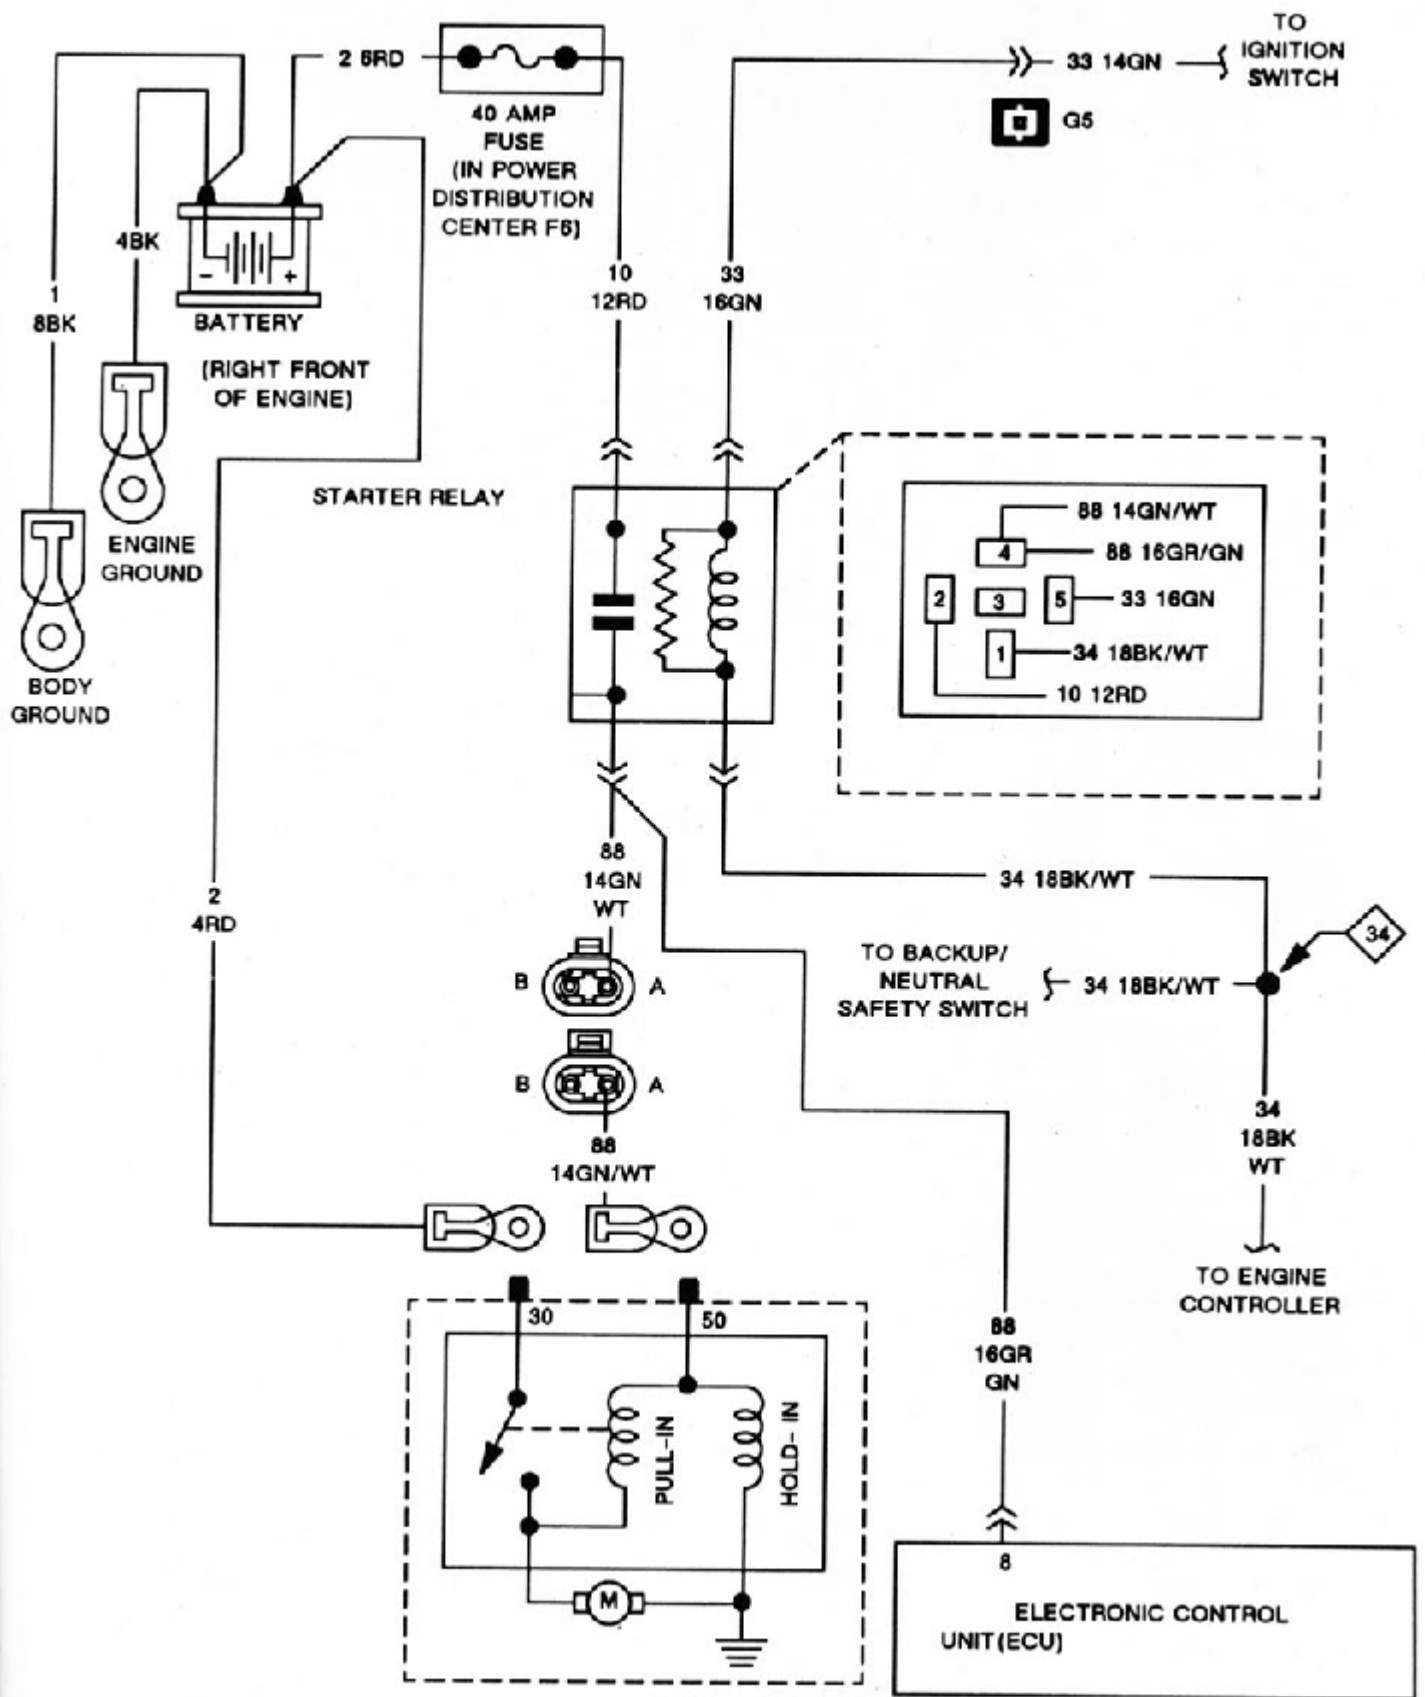 TO
IGNITION
SWITCH
33 14GN
G5
2 6RD
40 AMP
FUSE
(IN POWER
DISTRIBUTION
CENTER F6)
4BK
1
8BK
-
+
BATTERY
(RIGHT FRONT
OF ENGINE)
10
12RD
33
16GN
STARTER RELAY
ENGINE
GROUND
BODY
GROUND
88 14GN/WT
4
88 16GR/GN
2
3
5
33 16GN
1
34 18BK/WT
10 12RD
88
14GN
WT
34 18BK/WT
34
2
4RD
B
A
TO BACKUP/
NEUTRAL
SAFETY SWITCH
34 18BK/WT
B
A
88
14GN/WT
34
18BK
WT
TO ENGINE
CONTROLLER
30
50
88
16GR
GN
PULL-IN
HOLD-IN
M
8
ELECTRONIC CONTROL
UNIT(ECU)